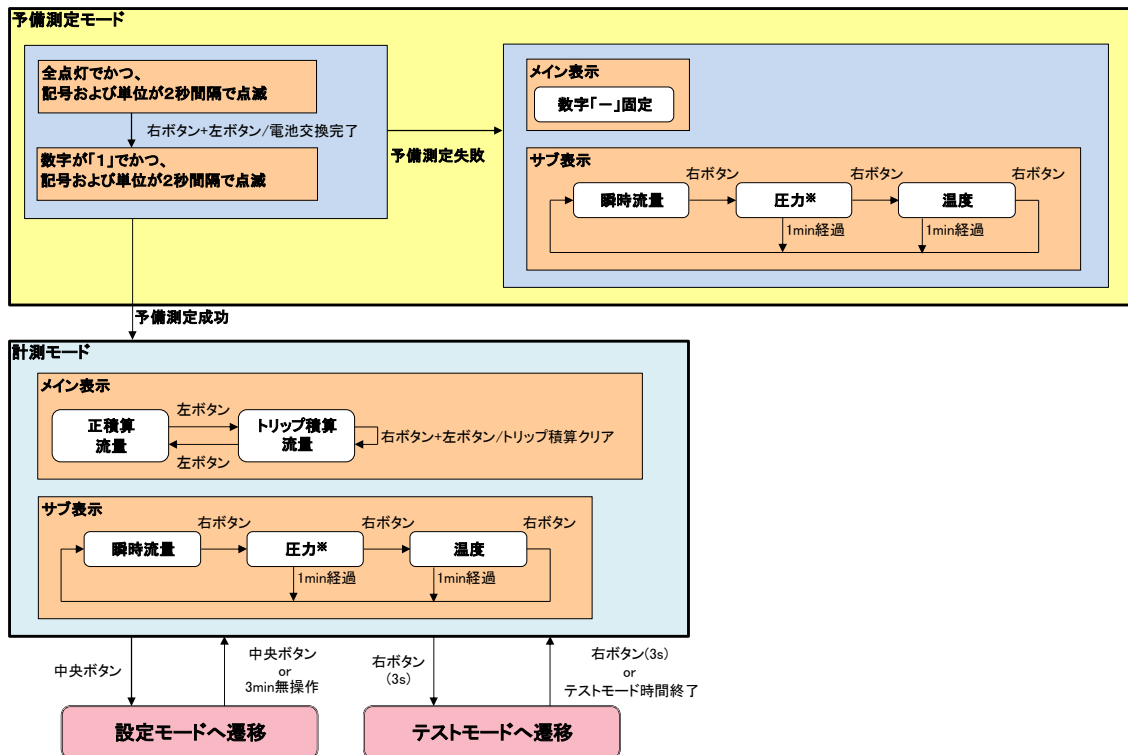 予備測定モード
全点灯でかつ、
記号および単位が2秒間隔で点滅
右ボタン+左ボタン/電池交換完了
数字が「1」でかつ、
記号および単位が2秒間隔で点滅
予備測定失敗
メイン表示
数字「－」固定
サブ表示
右ボタン
右ボタン
右ボタン
瞬時流量
圧力※
温度
1min経過
1min経過
予備測定成功
計測モード
メイン表示
正積算
流量
左ボタン
左ボタン
トリップ積算
流量
右ボタン+左ボタン/トリップ積算クリア
サブ表示
右ボタン
右ボタン
右ボタン
瞬時流量
圧力※
温度
1min経過
1min経過
中央ボタン
中央ボタン
or
3min無操作
右ボタン
(3s)
右ボタン(3s)
or
テストモード時間終了
設定モードへ遷移
テストモードへ遷移